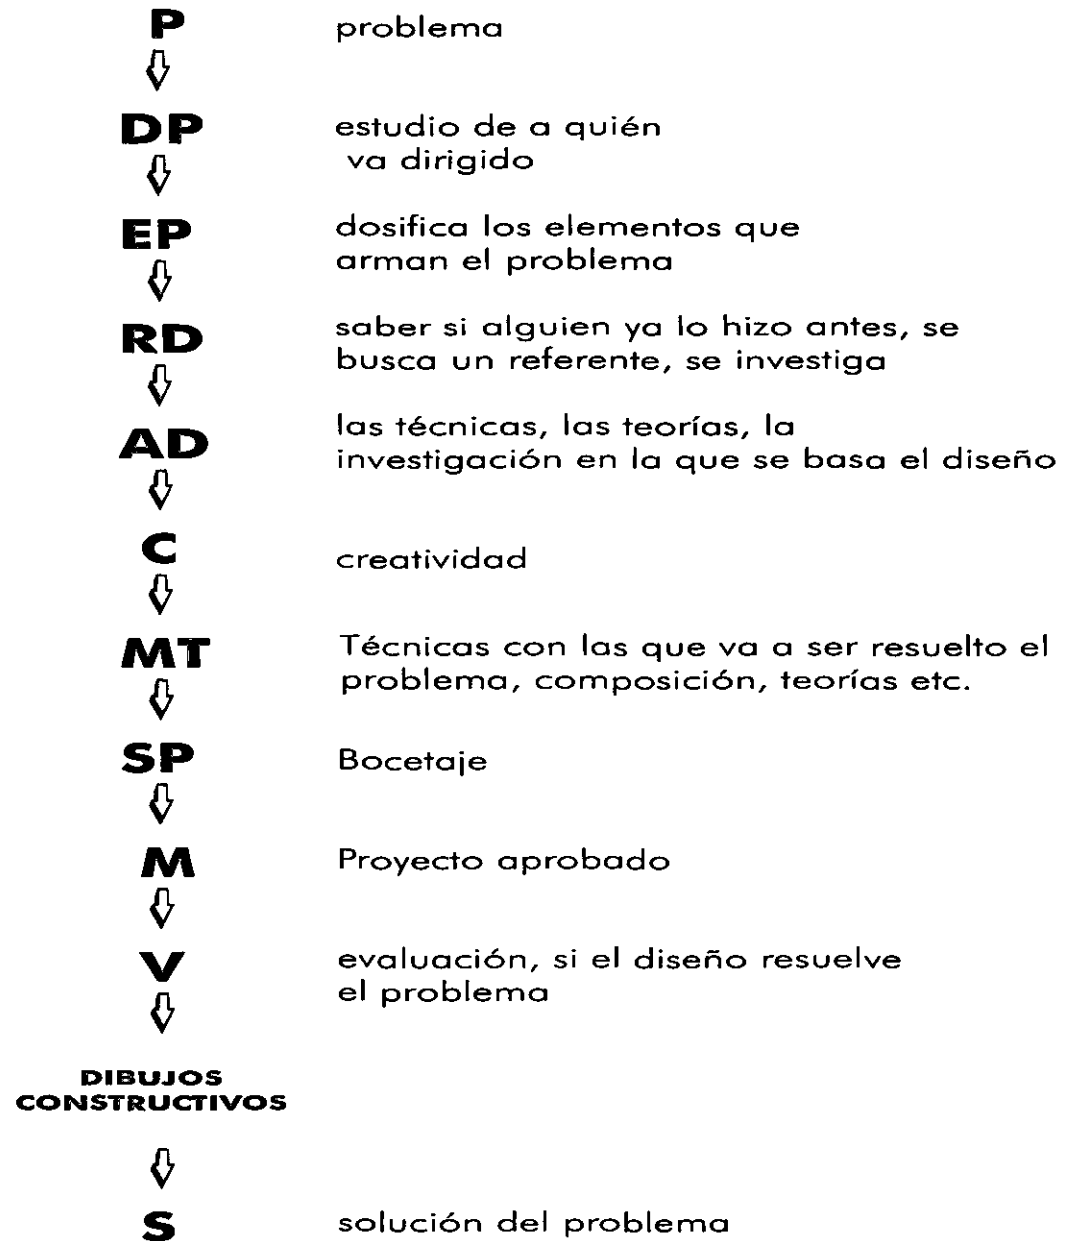 P problema
DP estudio de a quién
va dirigido
EP dosifica los elementos que
arman el problema
RD saber si alguien ya lo hizo antes, se
busca un referente, se investiga
AD las técnicas, las teorías, la
investigación en la que se basa el diseño
C creatividad
MT Técnicas con las que va a ser resuelto el
problema, composición, teorías etc.
SP Bocetaje
M Proyecto aprobado
V evaluación, si el diseño resuelve
el problema
DIBUJOS
CONSTRUCTIVOS
S solución del problema